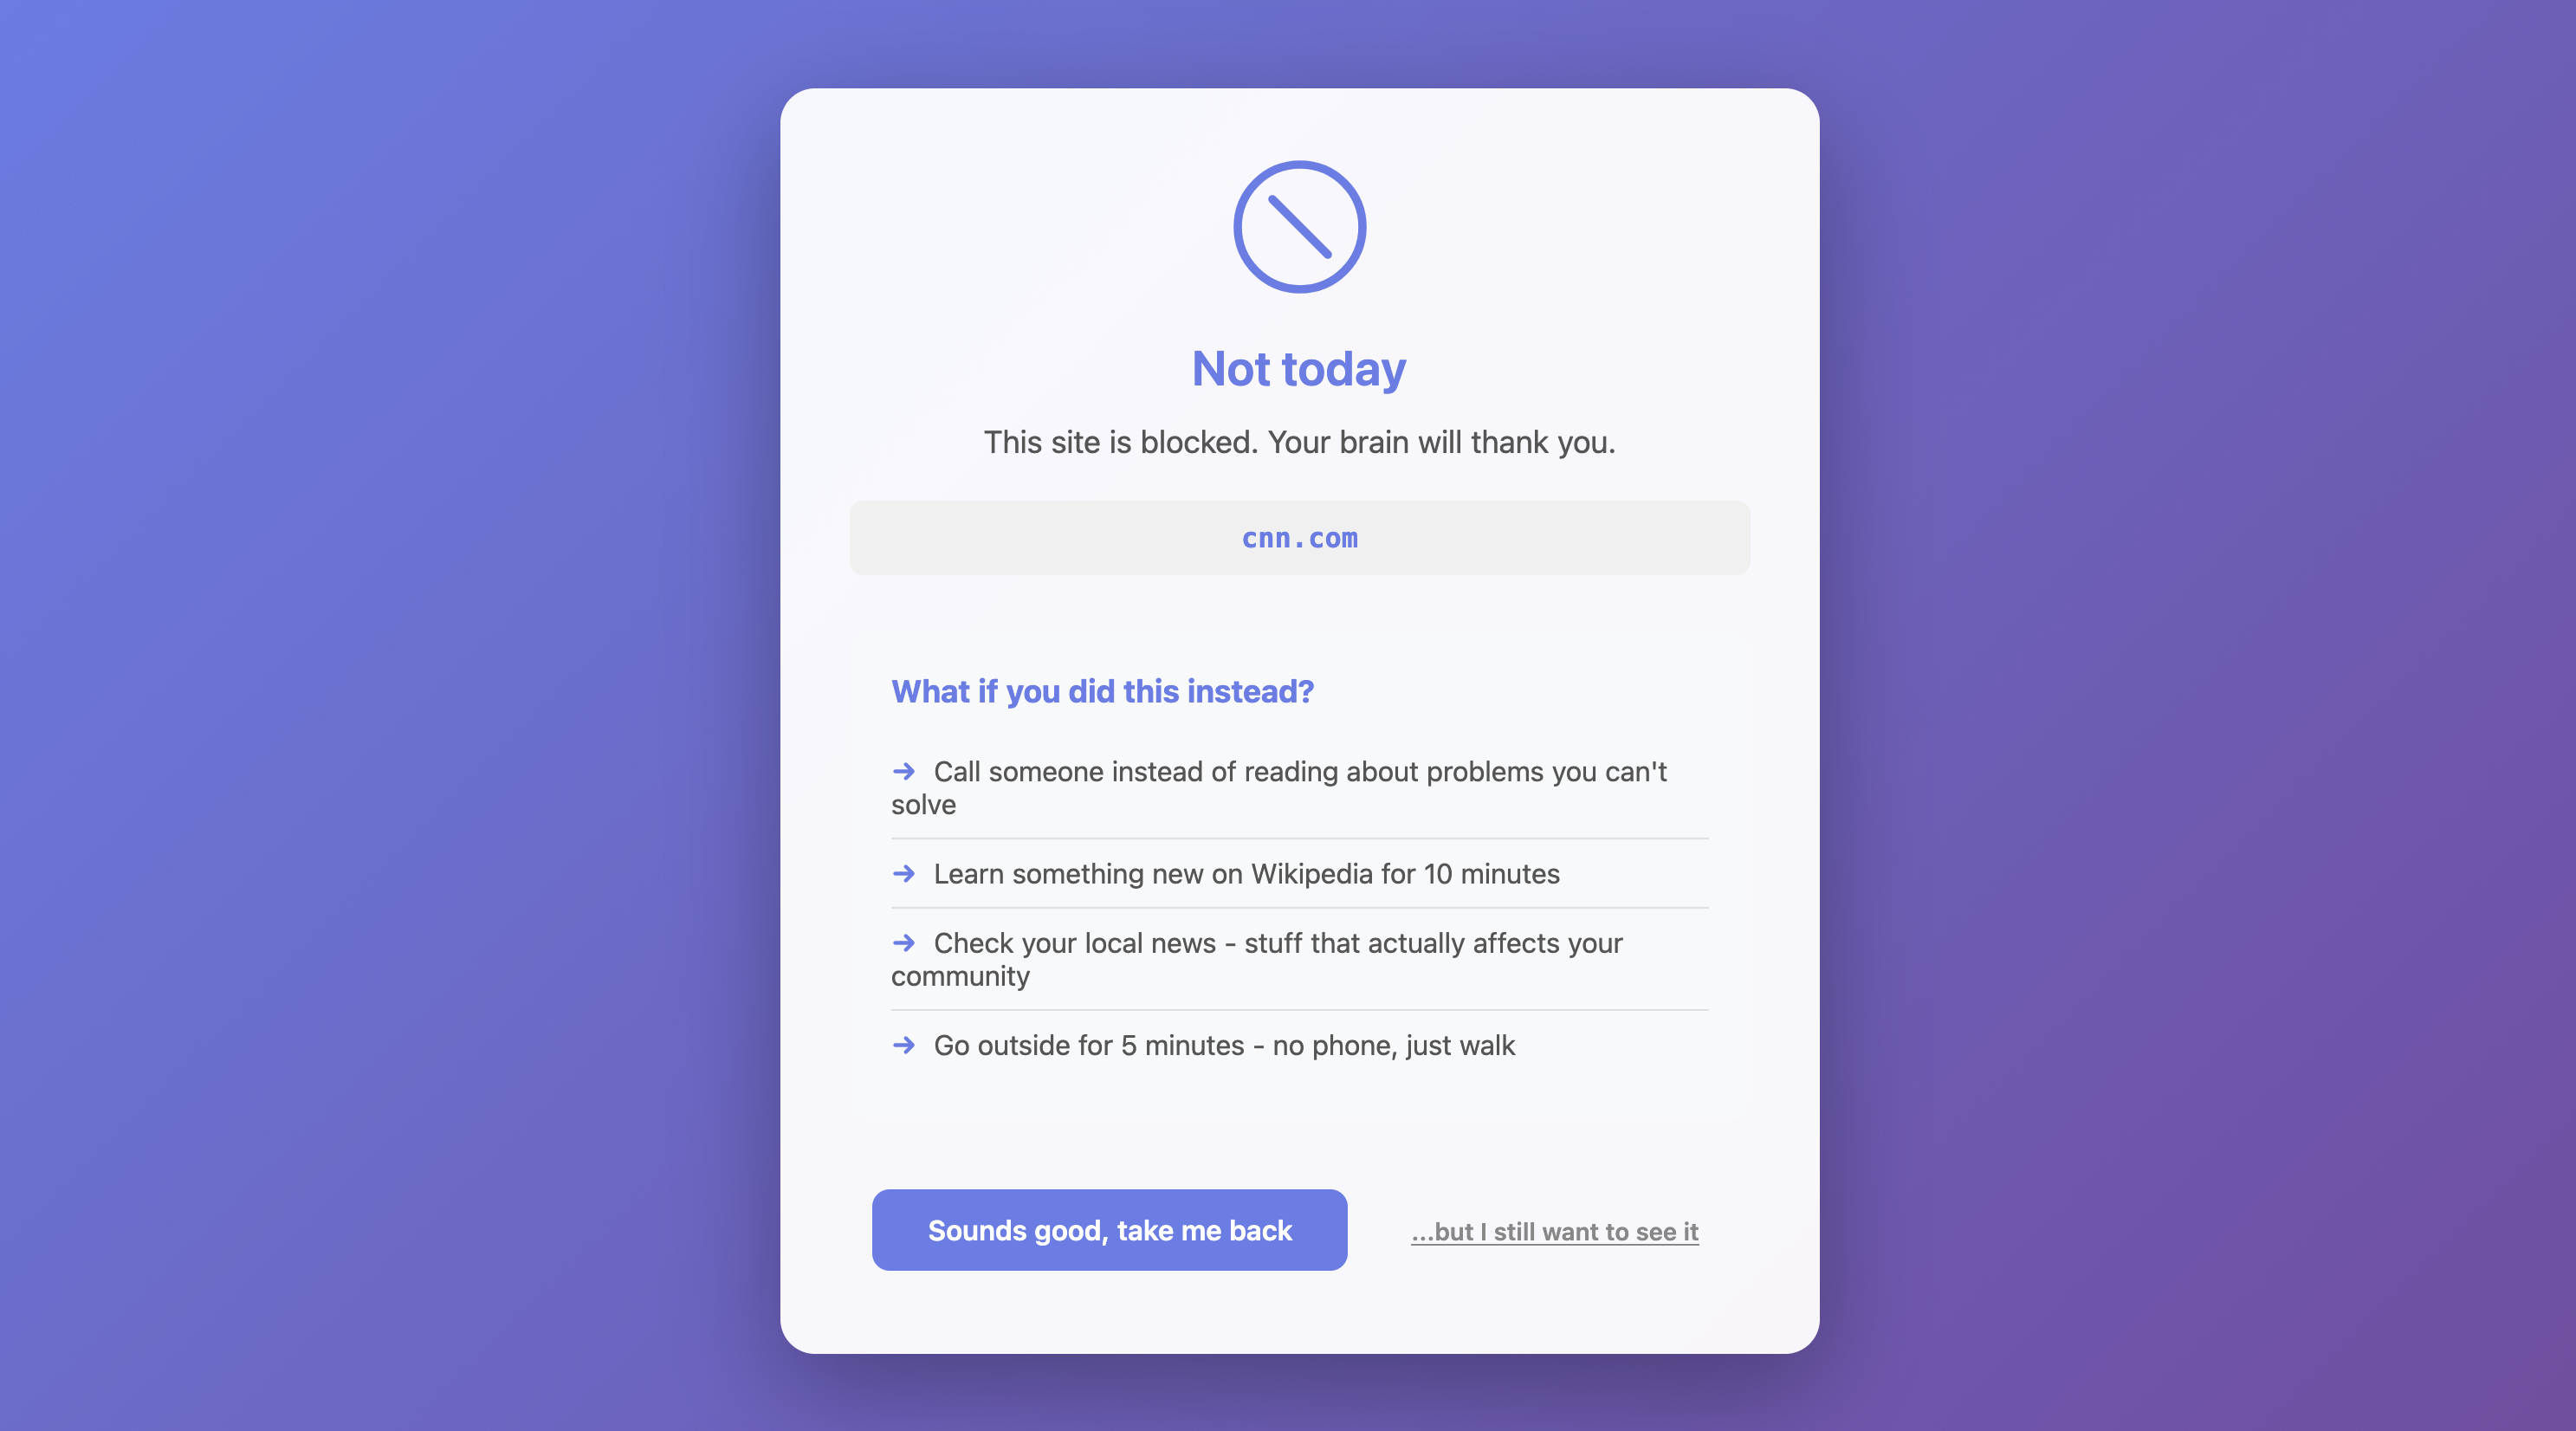 Not today
This site is blocked. Your brain will thank you.
cnn.com
What if you did this instead?
→ Call someone instead of reading about problems you can't
solve
→ Learn something new on Wikipedia for 10 minutes
→ Check your local news - stuff that actually affects your
community
→ Go outside for 5 minutes - no phone, just walk
Sounds good, take me back
...but I still want to see it